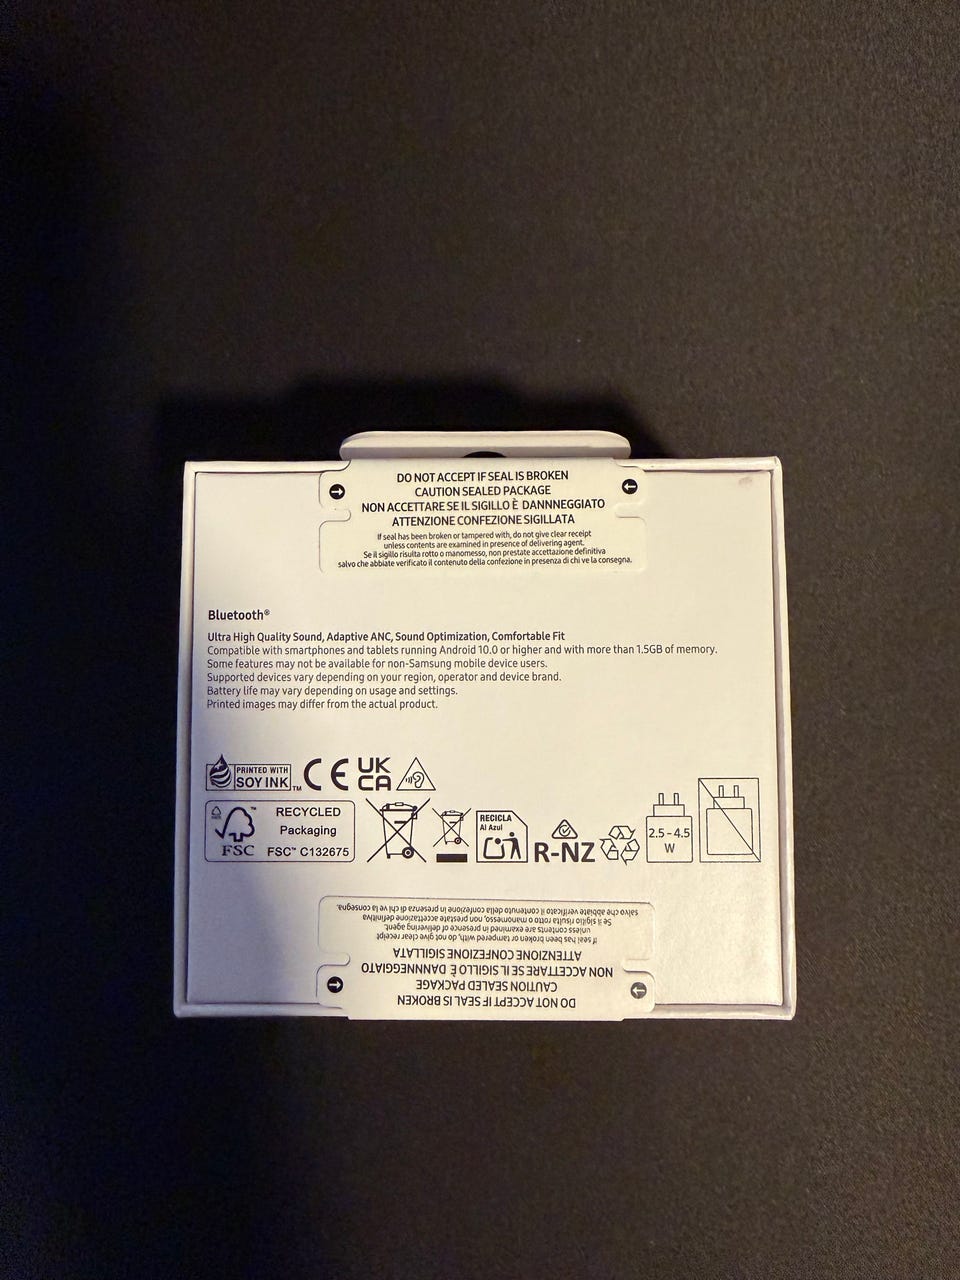 DO NOT ACCEPT IF SEAL IS BROKEN
CAUTION SEALED PACKAGE
NON ACCETTARE SE IL SIGILLO È DANNNEGGIATO
ATTENZIONE CONFEZIONE SIGILLATA
If seal has been broken or tampered with, do not give clear receipt
unless contents are examined in presence of delivering agent.
Se il sigillo risulta rotto o manomesso, non prestate accettazione definitiva
salvo che abbiate verificato il contenuto della confezione in presenza di chi ve la consegna.
Bluetooth®
Ultra High Quality Sound, Adaptive ANC, Sound Optimization, Comfortable Fit
Compatible with smartphones and tablets running Android 10.0 or higher and with more than 1.5GB of memory.
Some features may not be available for non-Samsung mobile device users.
Supported devices vary depending on your region, operator and device brand.
Battery life may vary depending on usage and settings.
Printed images may differ from the actual product.
PRINTED WITH
SOY INK™
CE
UK
CA
FSC™
RECYCLED
Packaging
FSC™ C132675
RECICLA
Al Azul
R-NZ
2.5 - 4.5
W
DO NOT ACCEPT IF SEAL IS BROKEN
CAUTION SEALED PACKAGE
NON ACCETTARE SE IL SIGILLO È DANNNEGGIATO
ATTENZIONE CONFEZIONE SIGILLATA
If seal has been broken or tampered with, do not give clear receipt
unless contents are examined in presence of delivering agent.
Se il sigillo risulta rotto o manomesso, non prestate accettazione definitiva
salvo che abbiate verificato il contenuto della confezione in presenza di chi ve la consegna.